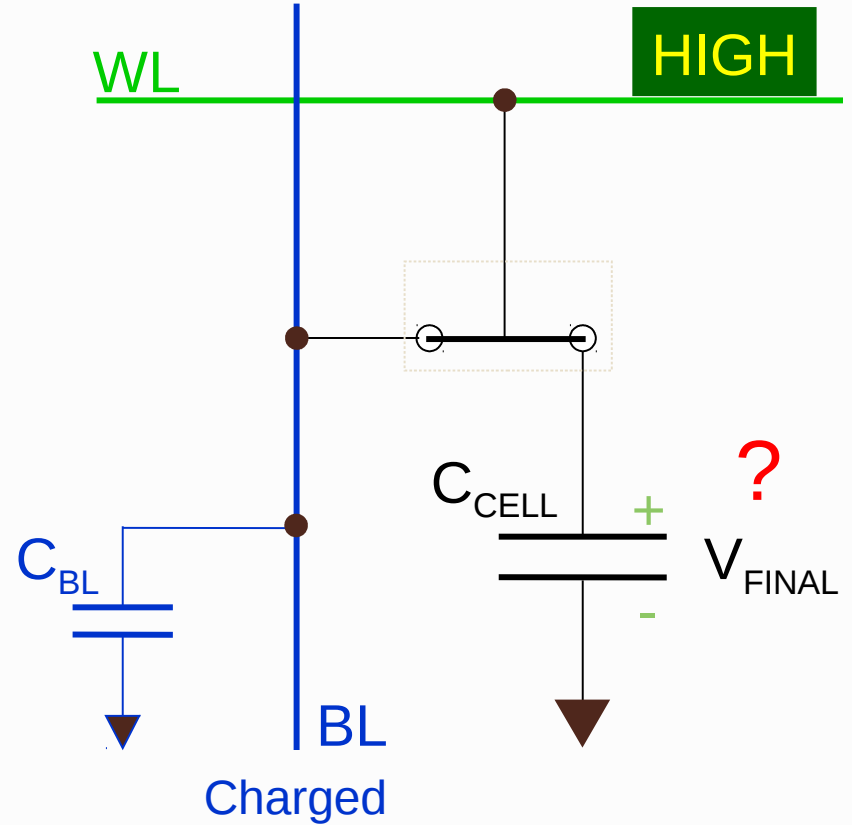 HIGH
WL
?
C_CELL
+
V_FINAL
C_BL
-
BL
Charged